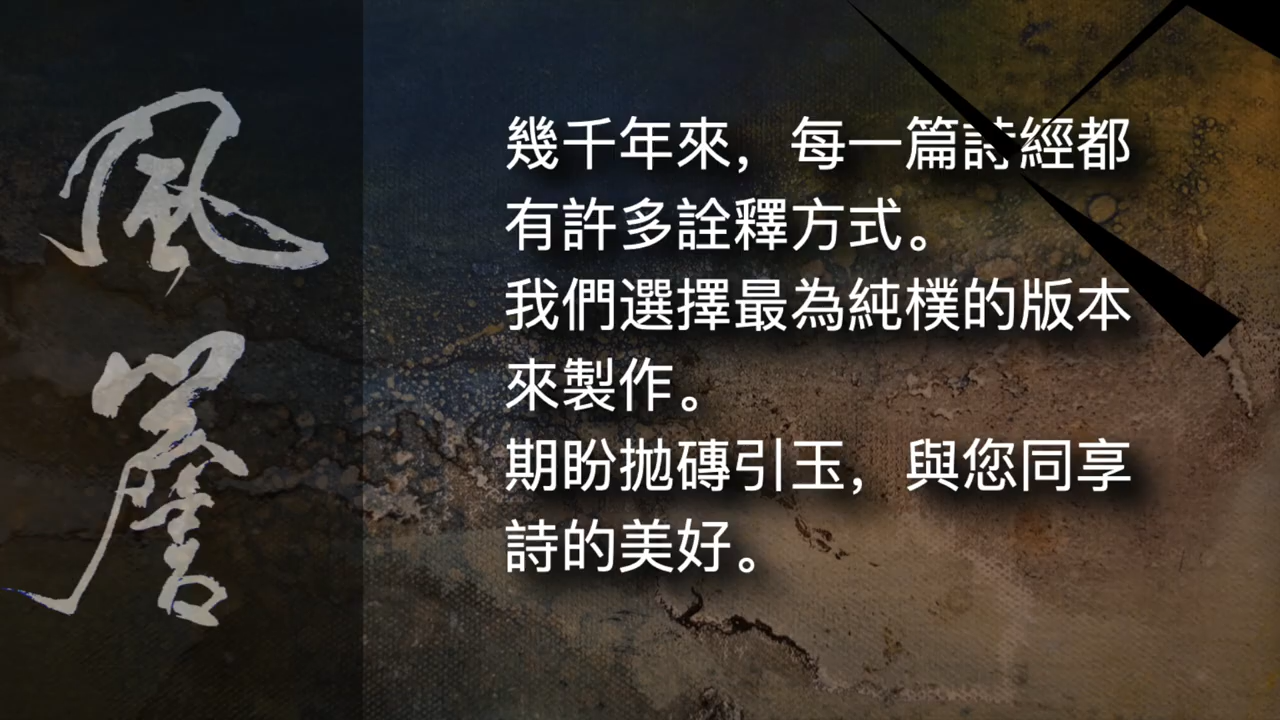 風簷
幾千年來，每一篇詩經都
有許多詮釋方式。
我們選擇最為純樸的版本
來製作。
期盼拋磚引玉，與您同享
詩的美好。